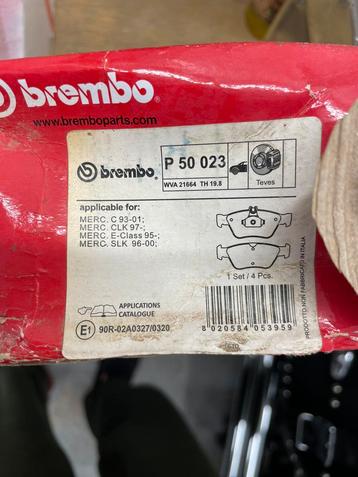 brembo
www.bremboparts.com
brembo. P 50 023
WVA 21664 TH 19.8
Teves
applicable for:
MERC. C 93-01;
MERC. CLK 97-;
MERC. E-Class 95-;
MERC. SLK 96-00;
1 Set / 4 Pcs.
APPLICATIONS
CATALOGUE
E1 90R-02A0327/0320
8 020584 053959
PRODOTTO NON FABBRICATO IN ITALIA